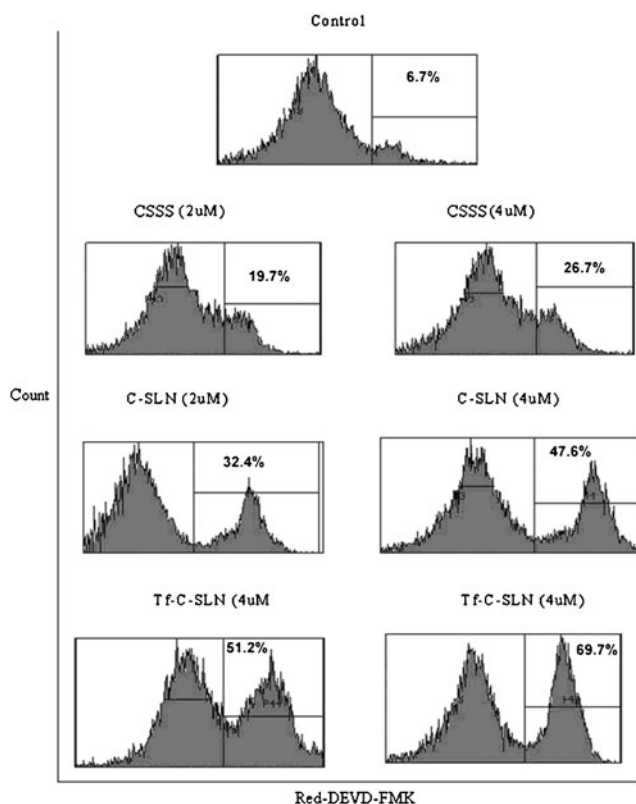 Control
6.7%
CSSS (2uM)
CSSS(4uM)
19.7%
26.7%
Count
C-SLN (2uM)
C-SLN (4uM)
32.4%
47.6%
Tf-C-SLN (4uM
Tf-C-SLN (4uM)
51.2%
69.7%
Red-DEVD-FMK